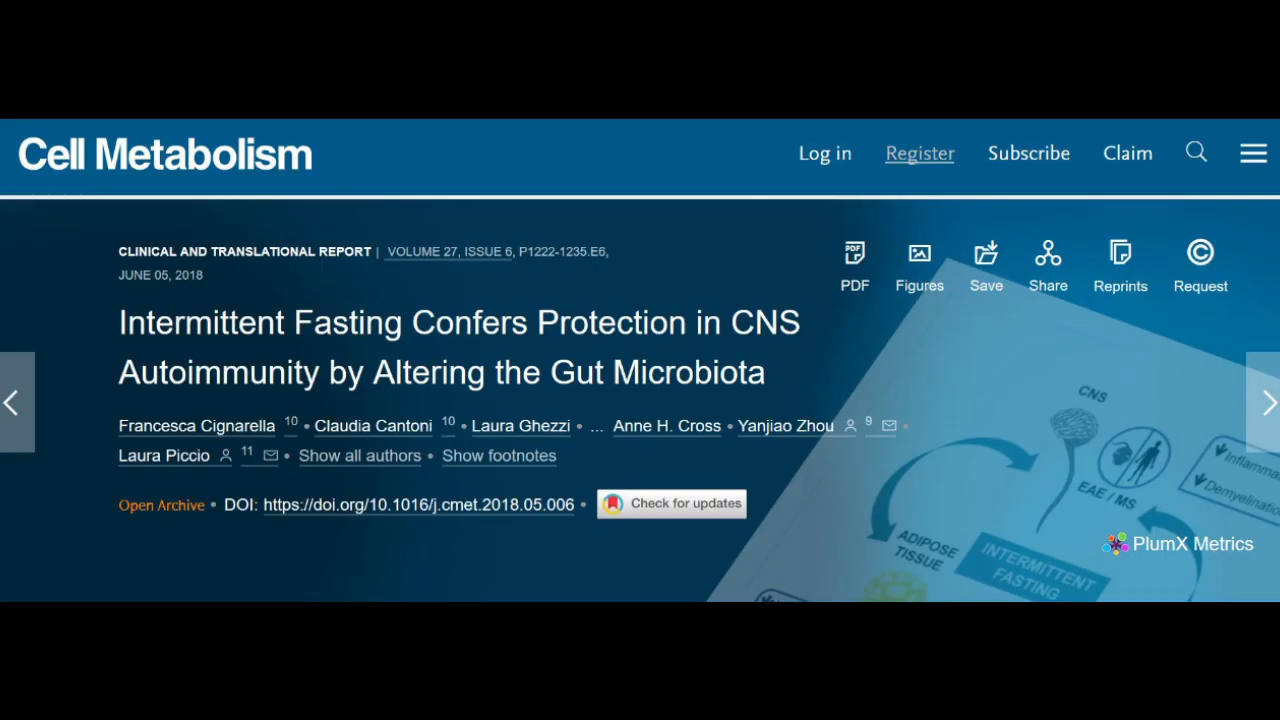 Cell Metabolism
Log in Register Subscribe Claim
CLINICAL AND TRANSLATIONAL REPORT | VOLUME 27, ISSUE 6, P1222-1235.E6,
JUNE 05, 2018
PDF Figures Save Share Reprints Request
Intermittent Fasting Confers Protection in CNS
Autoimmunity by Altering the Gut Microbiota
Francesca Cignarella 10 • Claudia Cantoni 10 • Laura Ghezzi • ... Anne H. Cross • Yanjiao Zhou 9 •
Laura Piccio 11 • Show all authors • Show footnotes
Open Archive • DOI: https://doi.org/10.1016/j.cmet.2018.05.006 • Check for updates
CNS
EAE / MS
ADIPOSE
TISSUE
INTERMITTENT
FASTING
PlumX Metrics